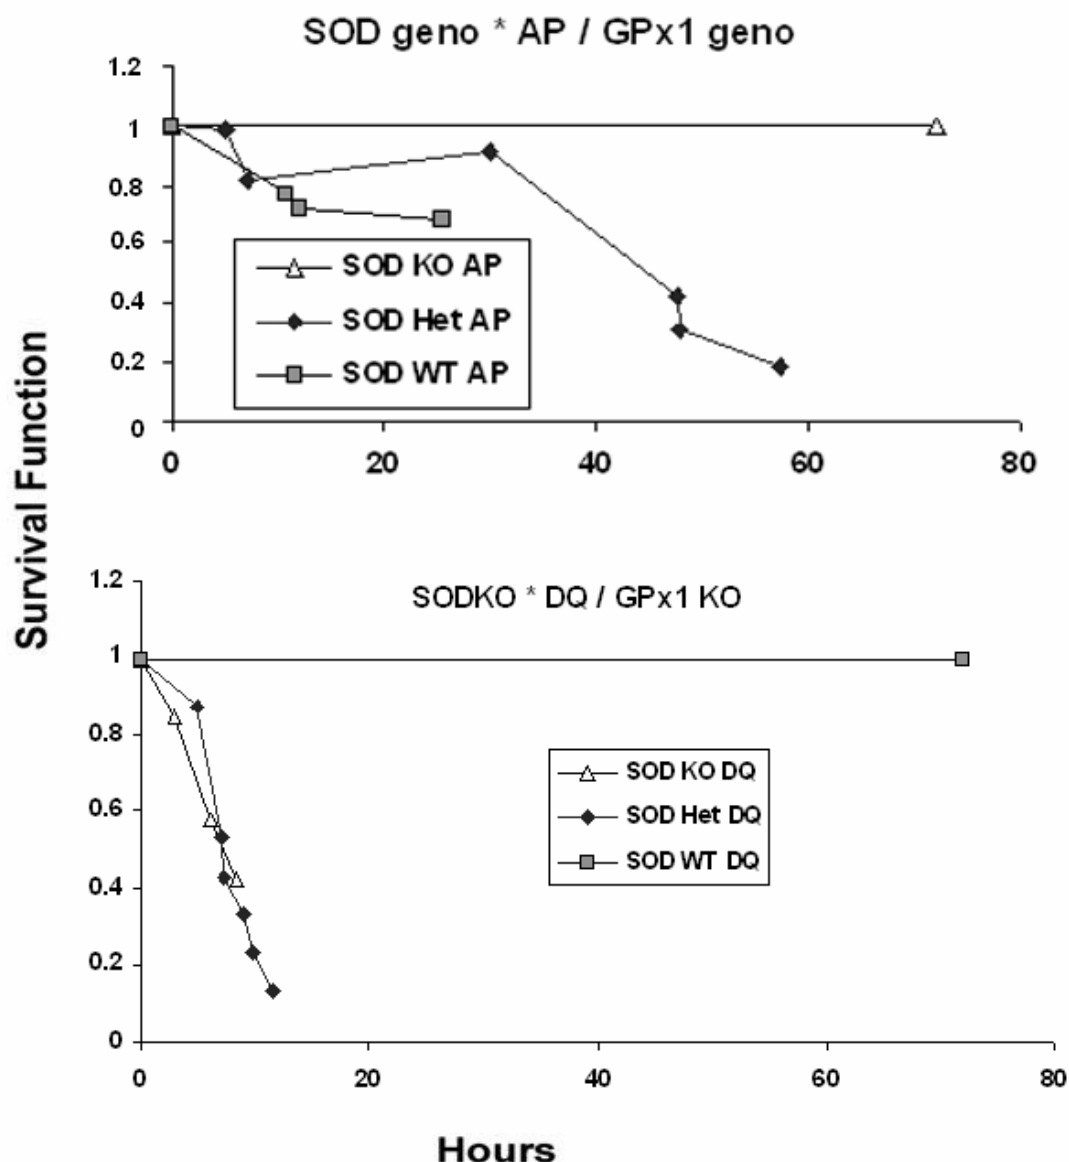 SOD geno * AP / GPx1 geno
1.2
1
0.8
0.6
0.4
0.2
0
SOD KO AP
SOD Het AP
SOD WT AP
0 20 40 60 80
Survival Function
SODKO * DQ / GPx1 KO
1.2
1
0.8
0.6
0.4
0.2
0
SOD KO DQ
SOD Het DQ
SOD WT DQ
0 20 40 60 80
Hours